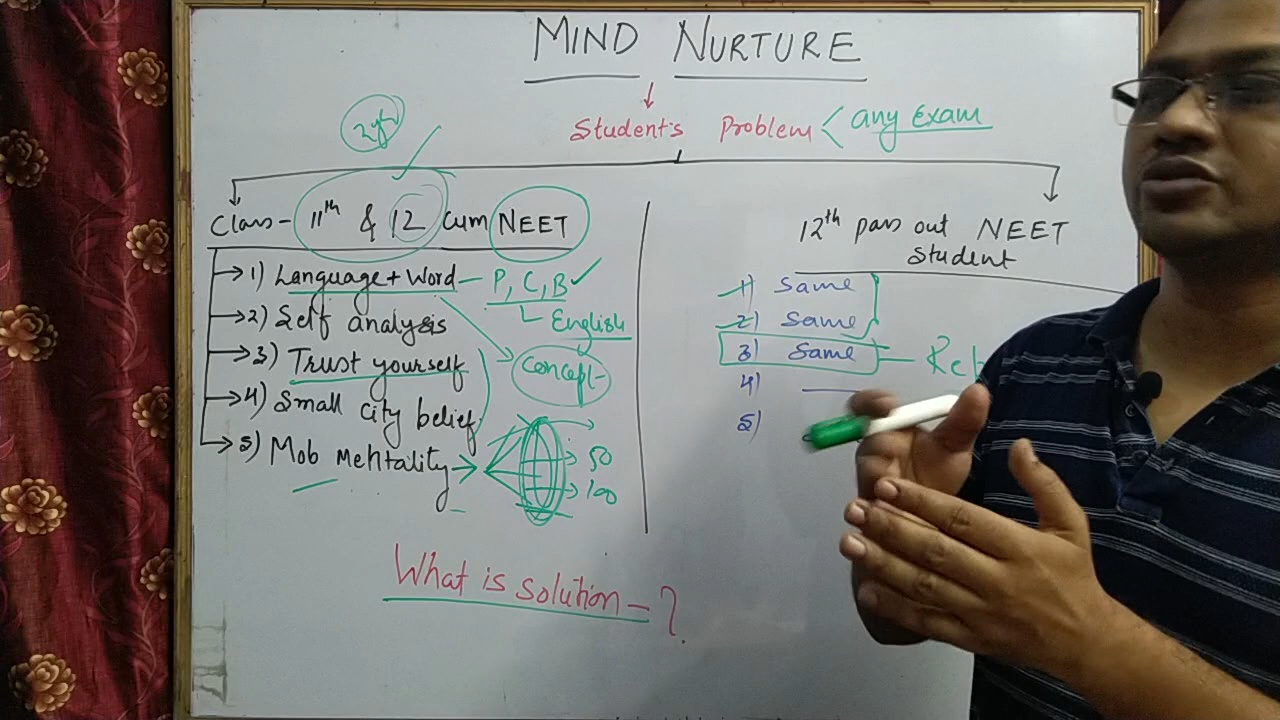 MIND NURTURE
Student's Problem < any Exam
2yr
Class- 11th & 12 cum NEET
1) Language + Word - P, C, B ✓
English
2) Self analysis
3) Trust yourself
Concept-
4) Small city belief
5) Mob Mentality → 50
100
12th pass out NEET
Student
1) Same
2) Same
3) Same
4) —
5)
What is solution - ?